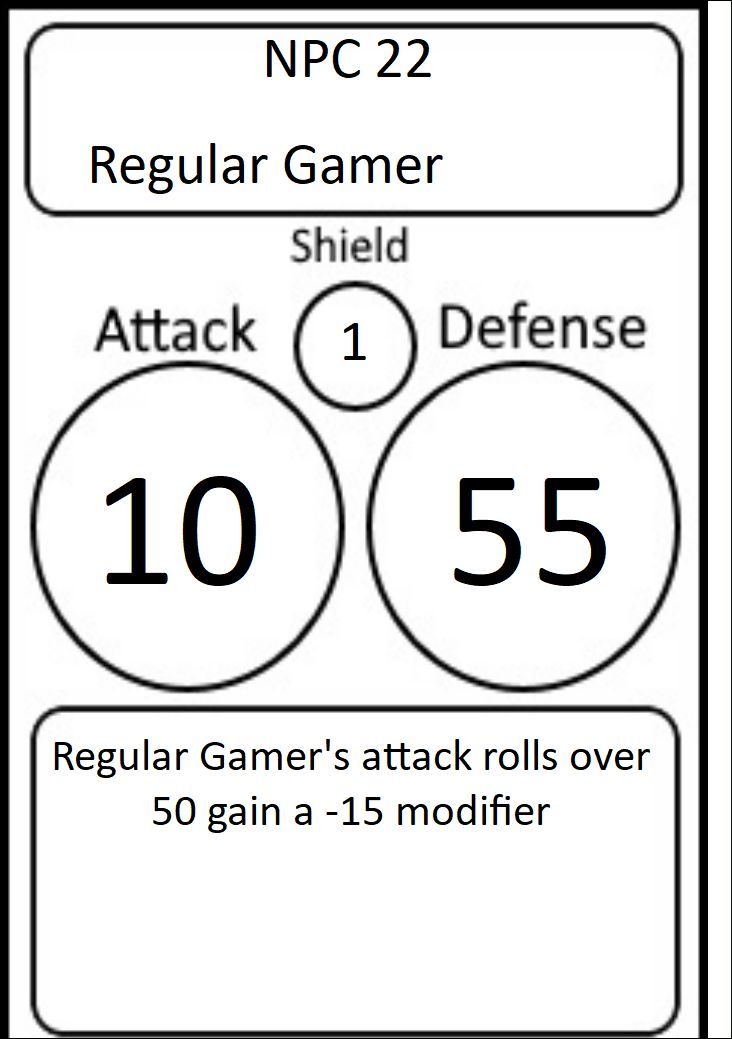 NPC 22
Regular Gamer
Shield
Attack
1
Defense
10
55
Regular Gamer's attack rolls over
50 gain a -15 modifier